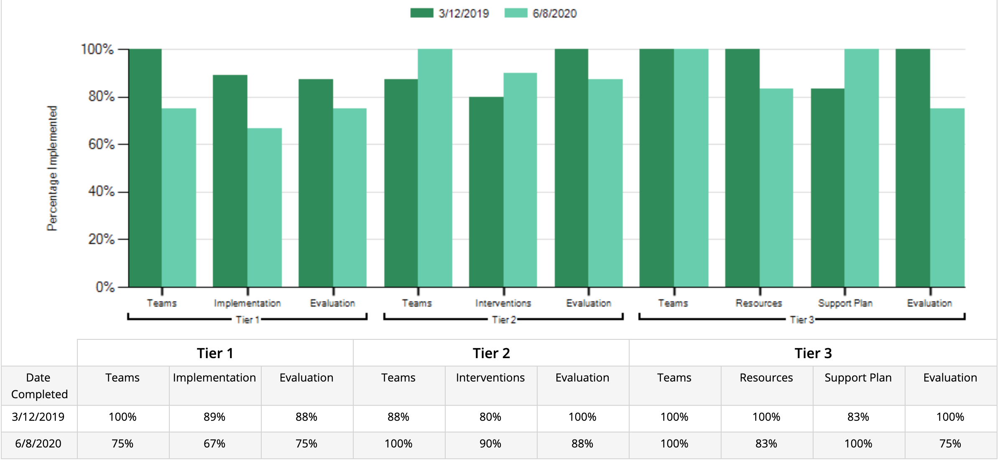 3/12/2019 6/8/2020
100%
80%
60%
40%
20%
0%
Percentage Implemented
Teams Implementation Evaluation Teams Interventions Evaluation Teams Resources Support Plan Evaluation
Tier 1 Tier 2 Tier 3
Tier 1 Tier 2 Tier 3
Date Completed Teams Implementation Evaluation Teams Interventions Evaluation Teams Resources Support Plan Evaluation
3/12/2019 100% 89% 88% 88% 80% 100% 100% 100% 83% 100%
6/8/2020 75% 67% 75% 100% 90% 88% 100% 83% 100% 75%